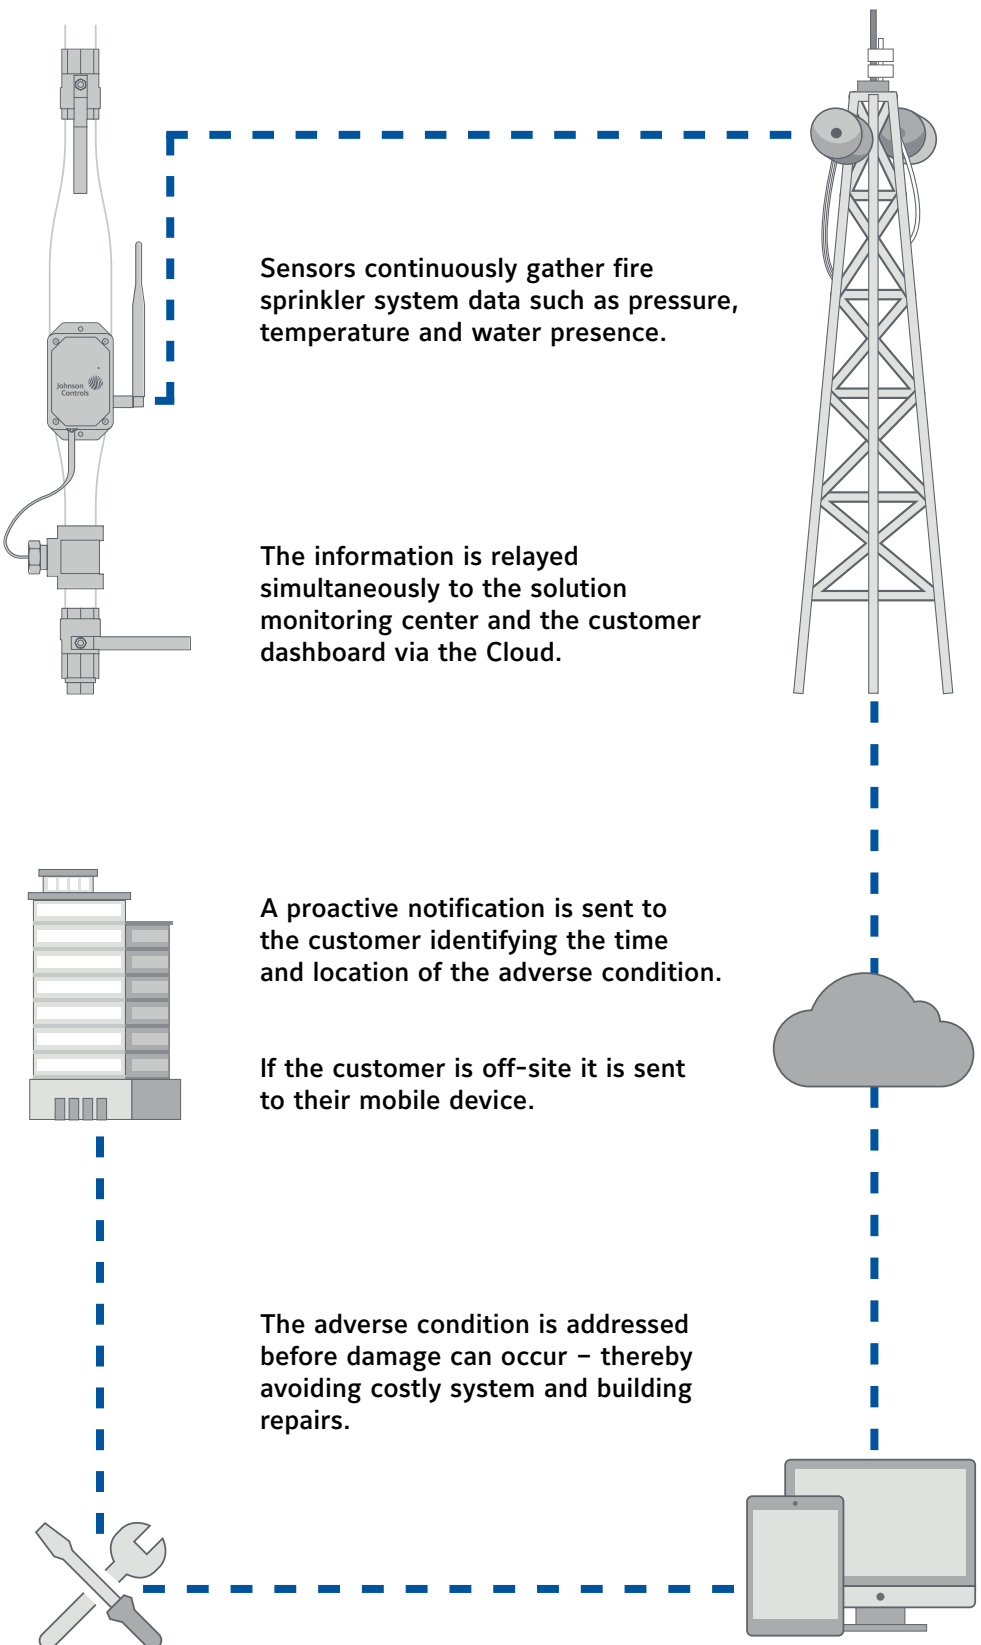 Sensors continuously gather fire
sprinkler system data such as pressure,
temperature and water presence.
Johnson
Controls
The information is relayed
simultaneously to the solution
monitoring center and the customer
dashboard via the Cloud.
A proactive notification is sent to
the customer identifying the time
and location of the adverse condition.
If the customer is off-site it is sent
to their mobile device.
The adverse condition is addressed
before damage can occur – thereby
avoiding costly system and building
repairs.